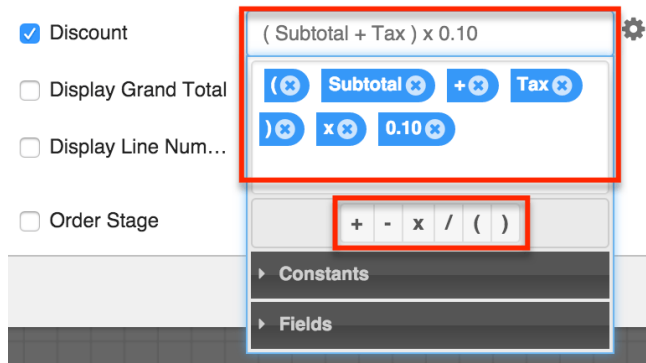 Discount
( Subtotal + Tax ) x 0.10
Display Grand Total
( Subtotal + Tax
) x 0.10
Display Line Num...
Order Stage
+ - x / ( )
Constants
Fields